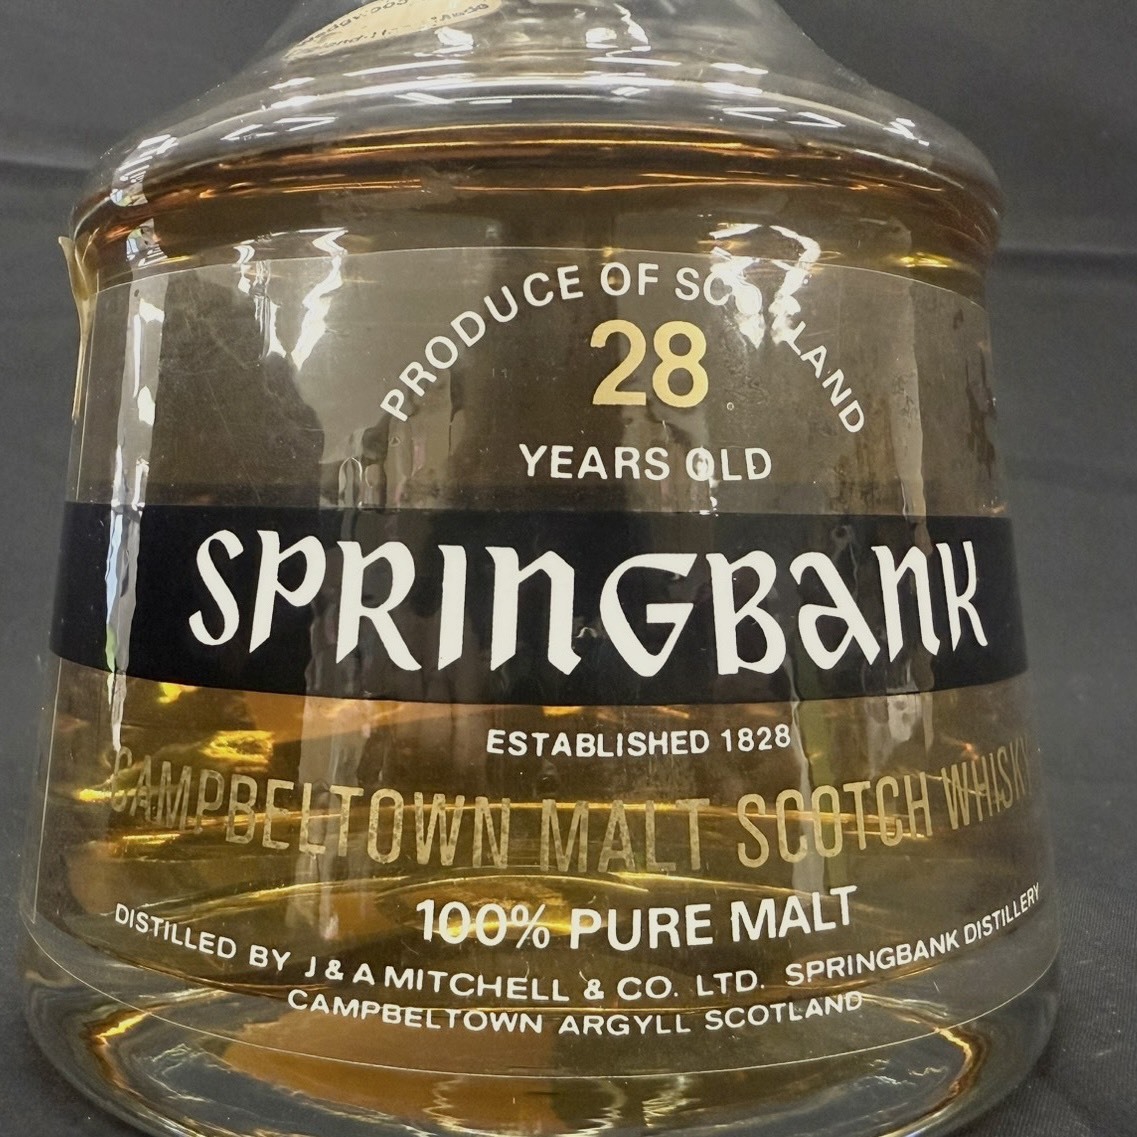 PRODUCE OF SCOTLAND
28
YEARS OLD
SPRINGBANK
ESTABLISHED 1828
CAMPBELTOWN MALT SCOTCH WHISKY
100% PURE MALT
DISTILLED BY J & A MITCHELL & CO. LTD. SPRINGBANK DISTILLERY
CAMPBELTOWN ARGYLL SCOTLAND